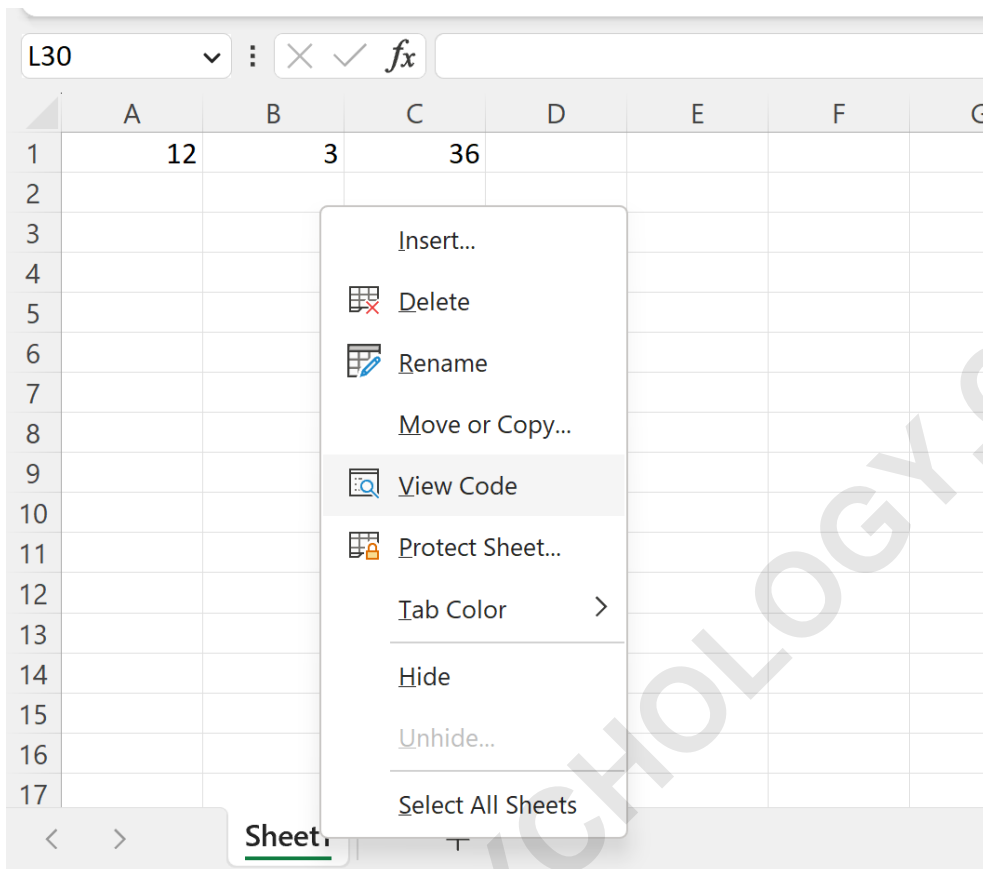 L30 fx
A B C D E F G
1 12 3 36
2
3
4
5
6
7
8
9
10
11
12
13
14
15
16
17
Insert...
Delete
Rename
Move or Copy...
View Code
Protect Sheet...
Tab Color
Hide
Unhide...
Select All Sheets
Sheet1
YCHOLOGY.